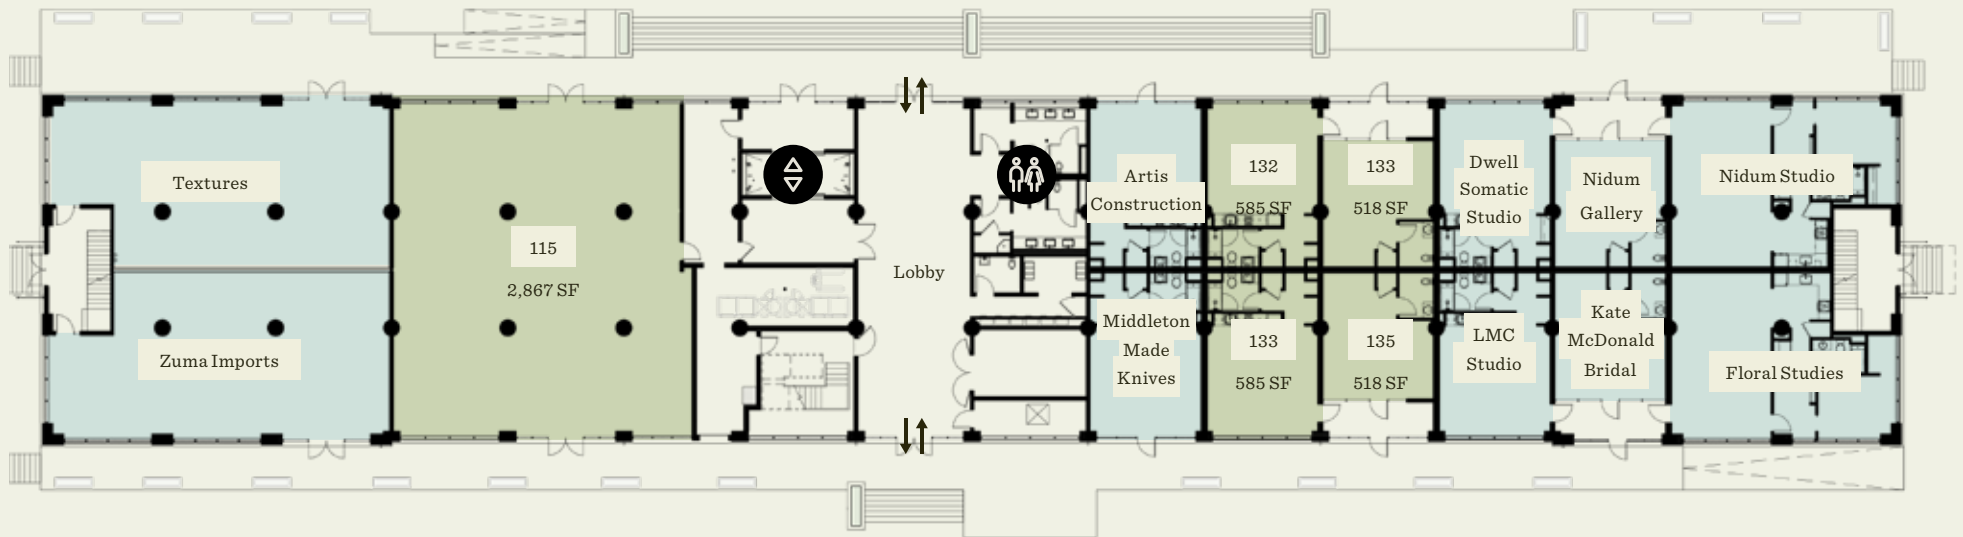 Textures
Zuma Imports
115
2,867 SF
Lobby
Artis
Construction
Middleton
Made
Knives
132
585 SF
133
585 SF
133
518 SF
135
518 SF
Dwell
Somatic
Studio
LMC
Studio
Nidum
Gallery
Kate
McDonald
Bridal
Nidum Studio
Floral Studies